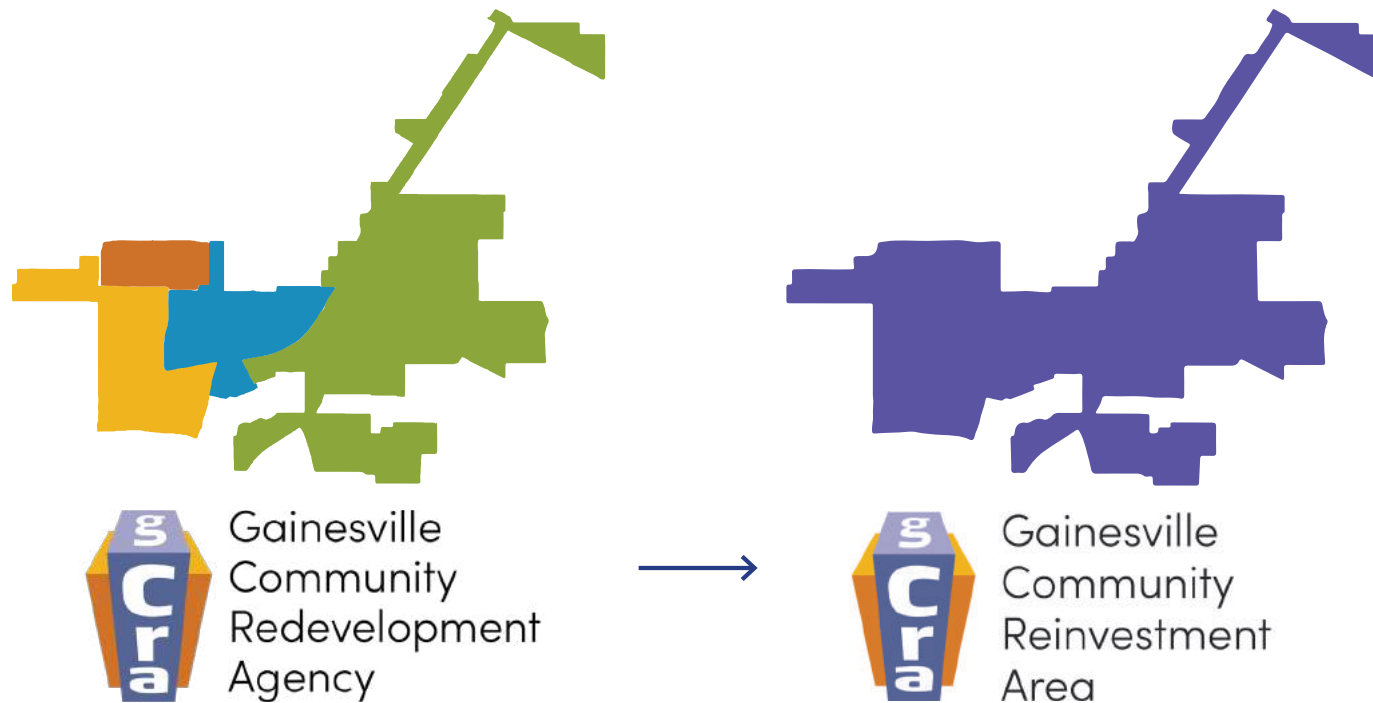 g
c
r
a
Gainesville
Community
Redevelopment
Agency
g
c
r
a
Gainesville
Community
Reinvestment
Area